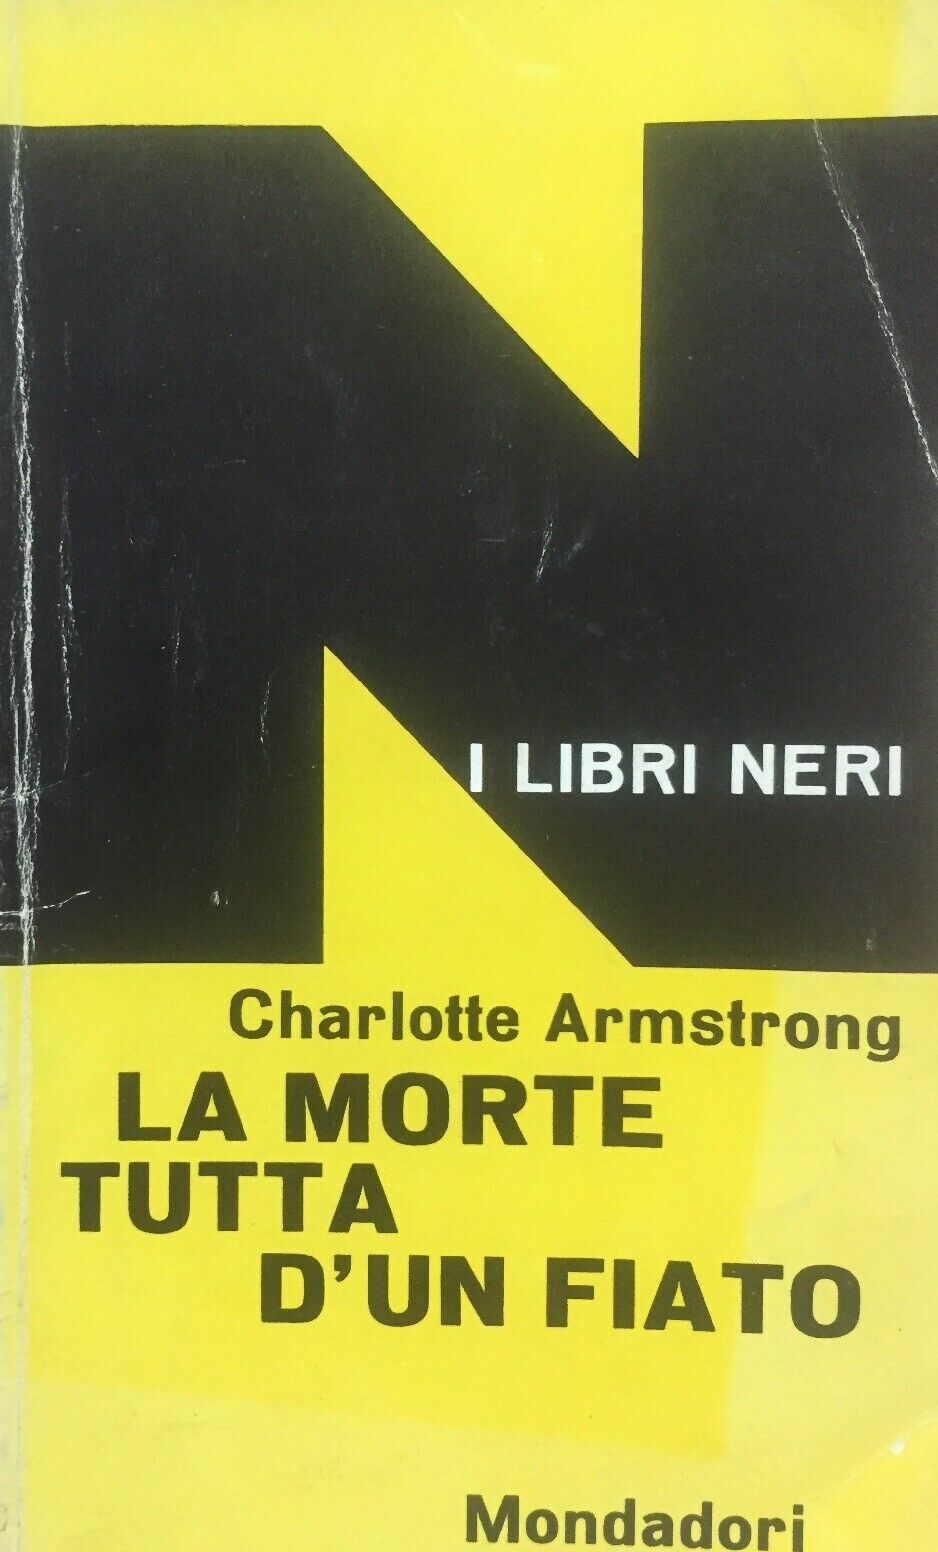 N
I LIBRI NERI
Charlotte Armstrong
LA MORTE
TUTTA
D'UN FIATO
Mondadori